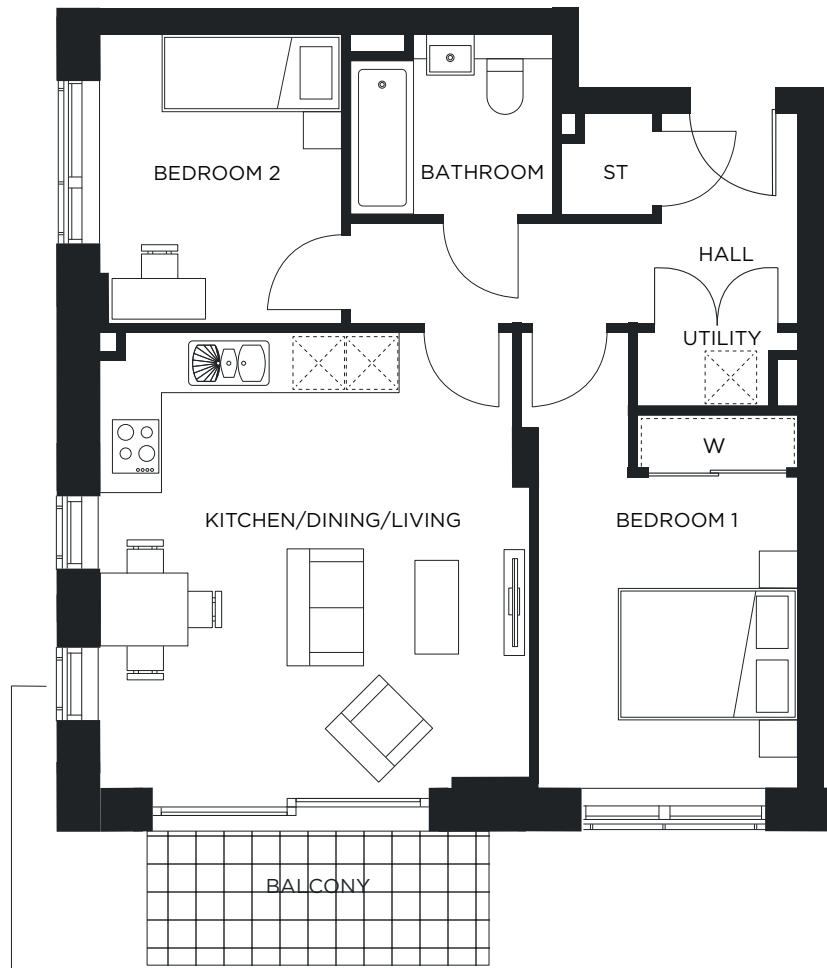 BEDROOM 2
BATHROOM
ST
HALL
UTILITY
W
KITCHEN/DINING/LIVING
BEDROOM 1
BALCONY